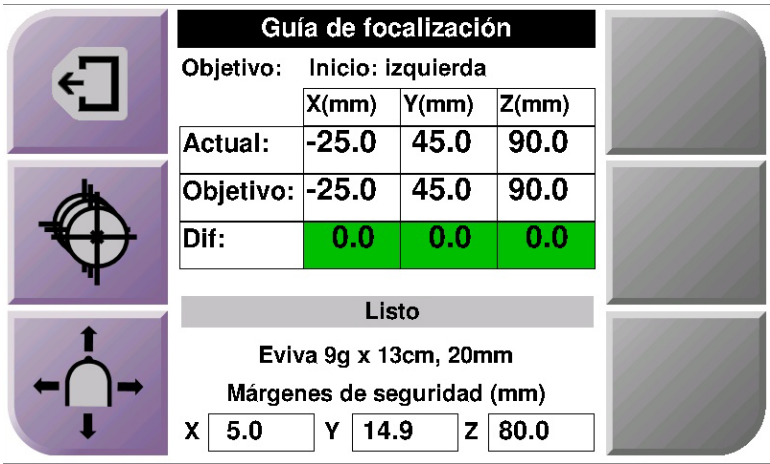 Guía de focalización
Objetivo: Inicio: izquierda
X(mm) Y(mm) Z(mm)
Actual: -25.0 45.0 90.0
Objetivo: -25.0 45.0 90.0
Dif: 0.0 0.0 0.0
Listo
Eviva 9g x 13cm, 20mm
Márgenes de seguridad (mm)
X 5.0 Y 14.9 Z 80.0